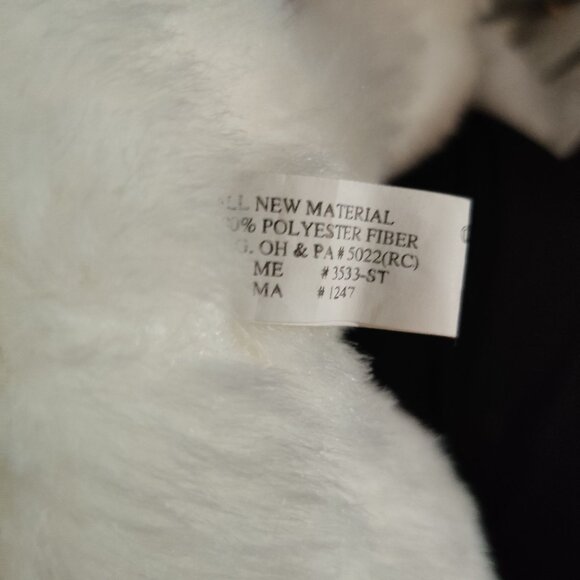 LL NEW MATERIAL
0% POLYESTER FIBER
G. OH & PA#5022(RC)
ME #3533-ST
MA #1247